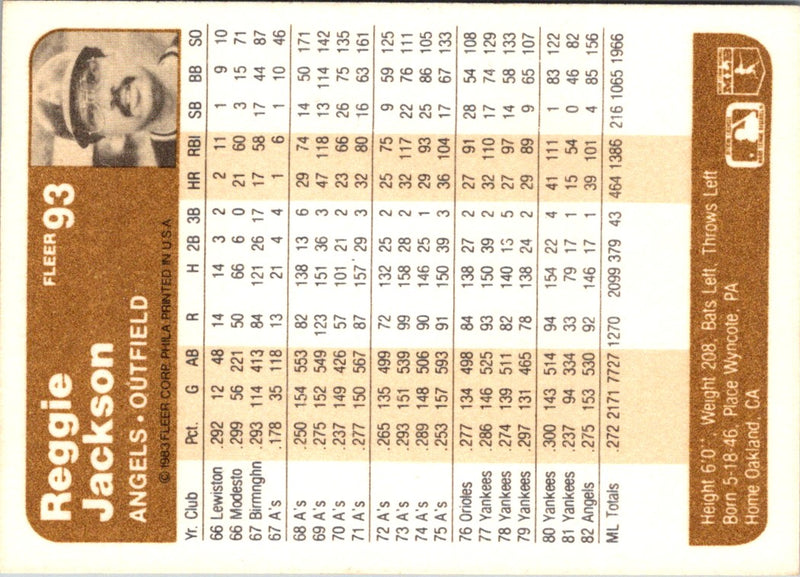 FLEER 93
Reggie
Jackson
ANGELS • OUTFIELD
© 1983 FLEER CORP. PHILA. PRINTED IN U.S.A.
Yr. Club Pct. G AB R H 2B 3B HR RBI SB BB SO
66 Lewiston .292 12 48 14 14 3 2 2 11 1 9 10
66 Modesto .299 56 221 50 66 6 0 21 60 3 15 71
67 Birmnghn .293 114 413 84 121 26 17 17 58 17 44 87
67 A's .178 35 118 13 21 4 4 1 6 1 10 46
68 A's .250 154 553 82 138 13 6 29 74 14 50 171
69 A's .275 152 549 123 151 36 3 47 118 13 114 142
70 A's .237 149 426 57 101 21 2 23 66 26 75 135
71 A's .277 150 567 87 157 29 3 32 80 16 63 161
72 A's .265 135 499 72 132 25 2 25 75 9 59 125
73 A's .293 151 539 99 158 28 2 32 117 22 76 111
74 A's .289 148 506 90 146 25 1 29 93 25 86 105
75 A's .253 157 593 91 150 39 3 36 104 17 67 133
76 Orioles .277 134 498 84 138 27 2 27 91 28 54 108
77 Yankees .286 146 525 93 150 39 2 32 110 17 74 129
78 Yankees .274 139 511 82 140 13 5 27 97 14 58 133
79 Yankees .297 131 465 78 138 24 2 29 89 9 65 107
80 Yankees .300 143 514 94 154 22 4 41 111 1 83 122
81 Yankees .237 94 334 33 79 17 1 15 54 0 46 82
82 Angels .275 153 530 92 146 17 1 39 101 4 85 156
ML Totals .272 2171 7727 1270 2099 379 43 464 1386 216 1065 1966
Height 6'0'', Weight 208, Bats Left, Throws Left
Born 5-18-46, Place Wyncote, PA
Home Oakland, CA